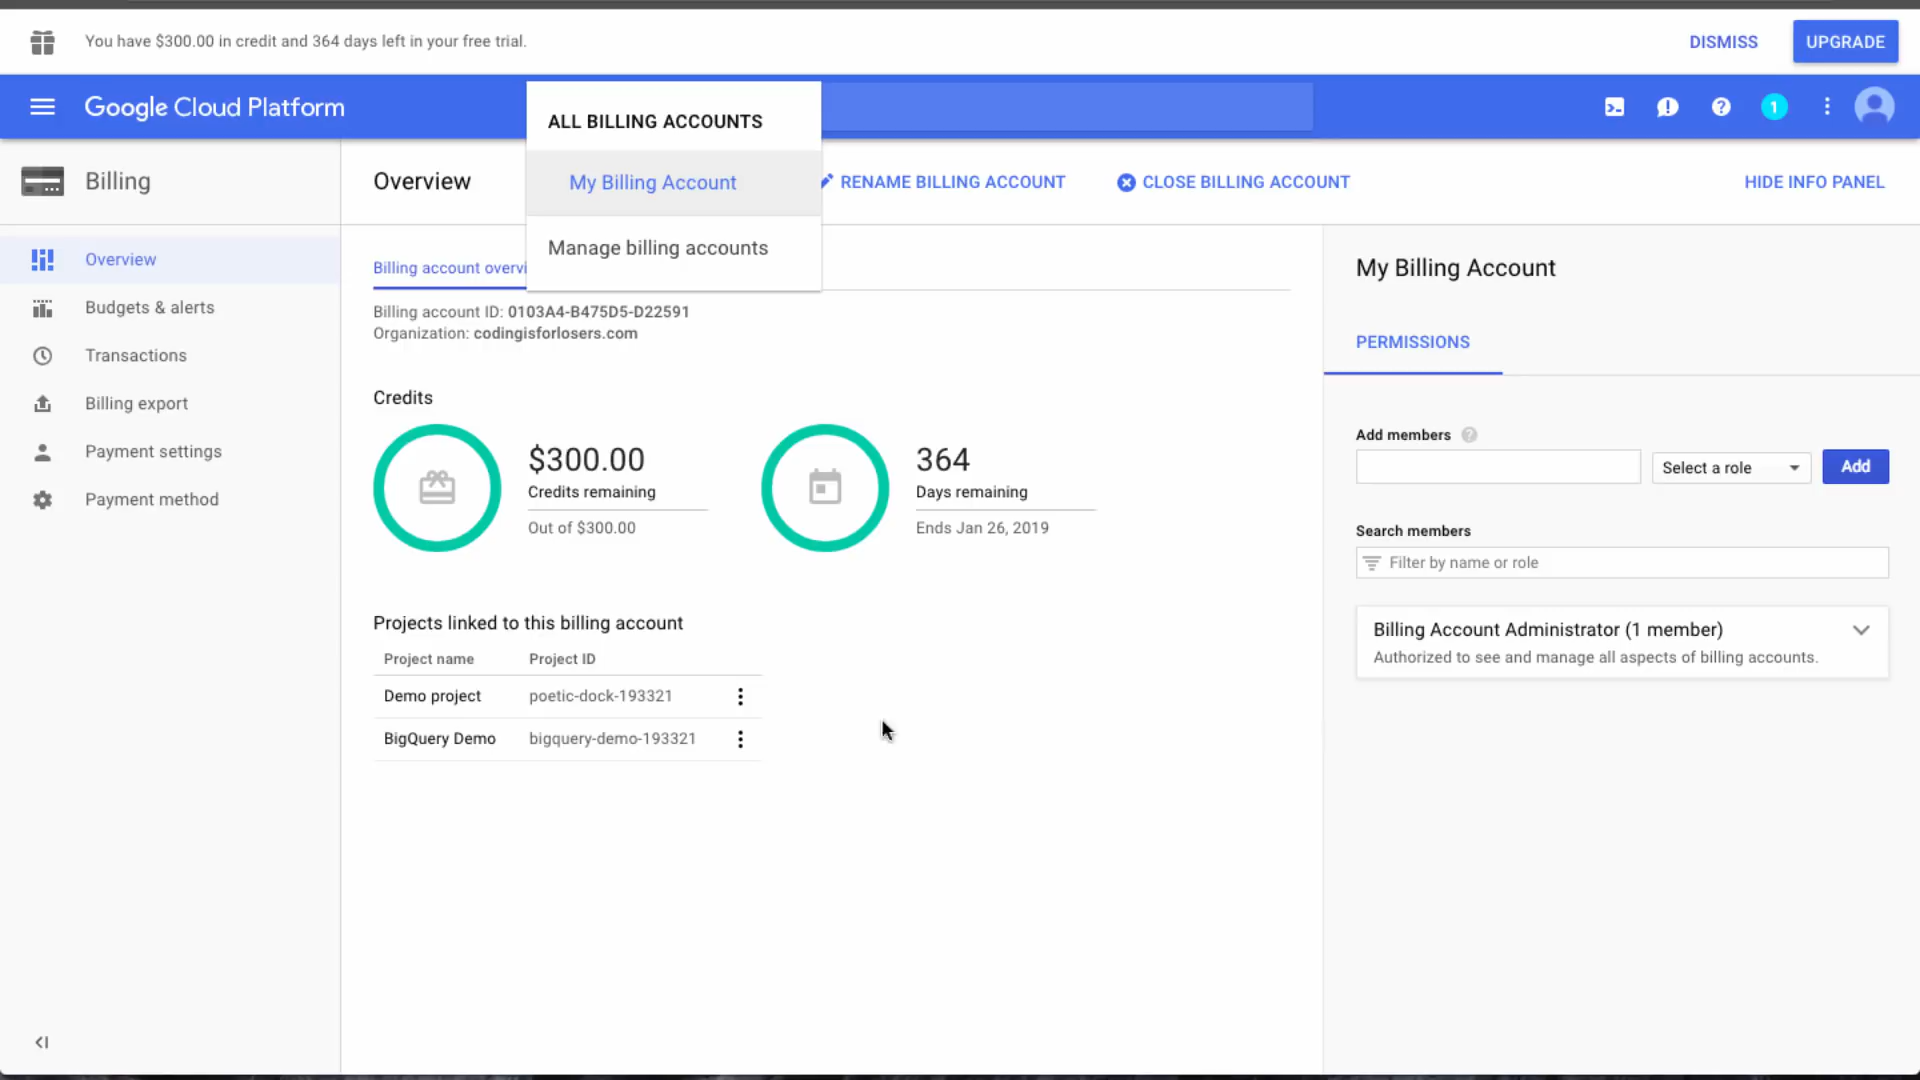 You have $300.00 in credit and 364 days left in your free trial.
DISMISS
UPGRADE
Google Cloud Platform
1
Billing
Overview
ALL BILLING ACCOUNTS
My Billing Account
Manage billing accounts
RENAME BILLING ACCOUNT
CLOSE BILLING ACCOUNT
HIDE INFO PANEL
Overview
Budgets & alerts
Transactions
Billing export
Payment settings
Payment method
Billing account overvi
Billing account ID: 0103A4-B475D5-D22591
Organization: codingisforlosers.com
Credits
$300.00
Credits remaining
Out of $300.00
364
Days remaining
Ends Jan 26, 2019
Projects linked to this billing account
Project name Project ID
Demo project poetic-dock-193321
BigQuery Demo bigquery-demo-193321
My Billing Account
PERMISSIONS
Add members
Select a role
Add
Search members
Filter by name or role
Billing Account Administrator (1 member)
Authorized to see and manage all aspects of billing accounts.